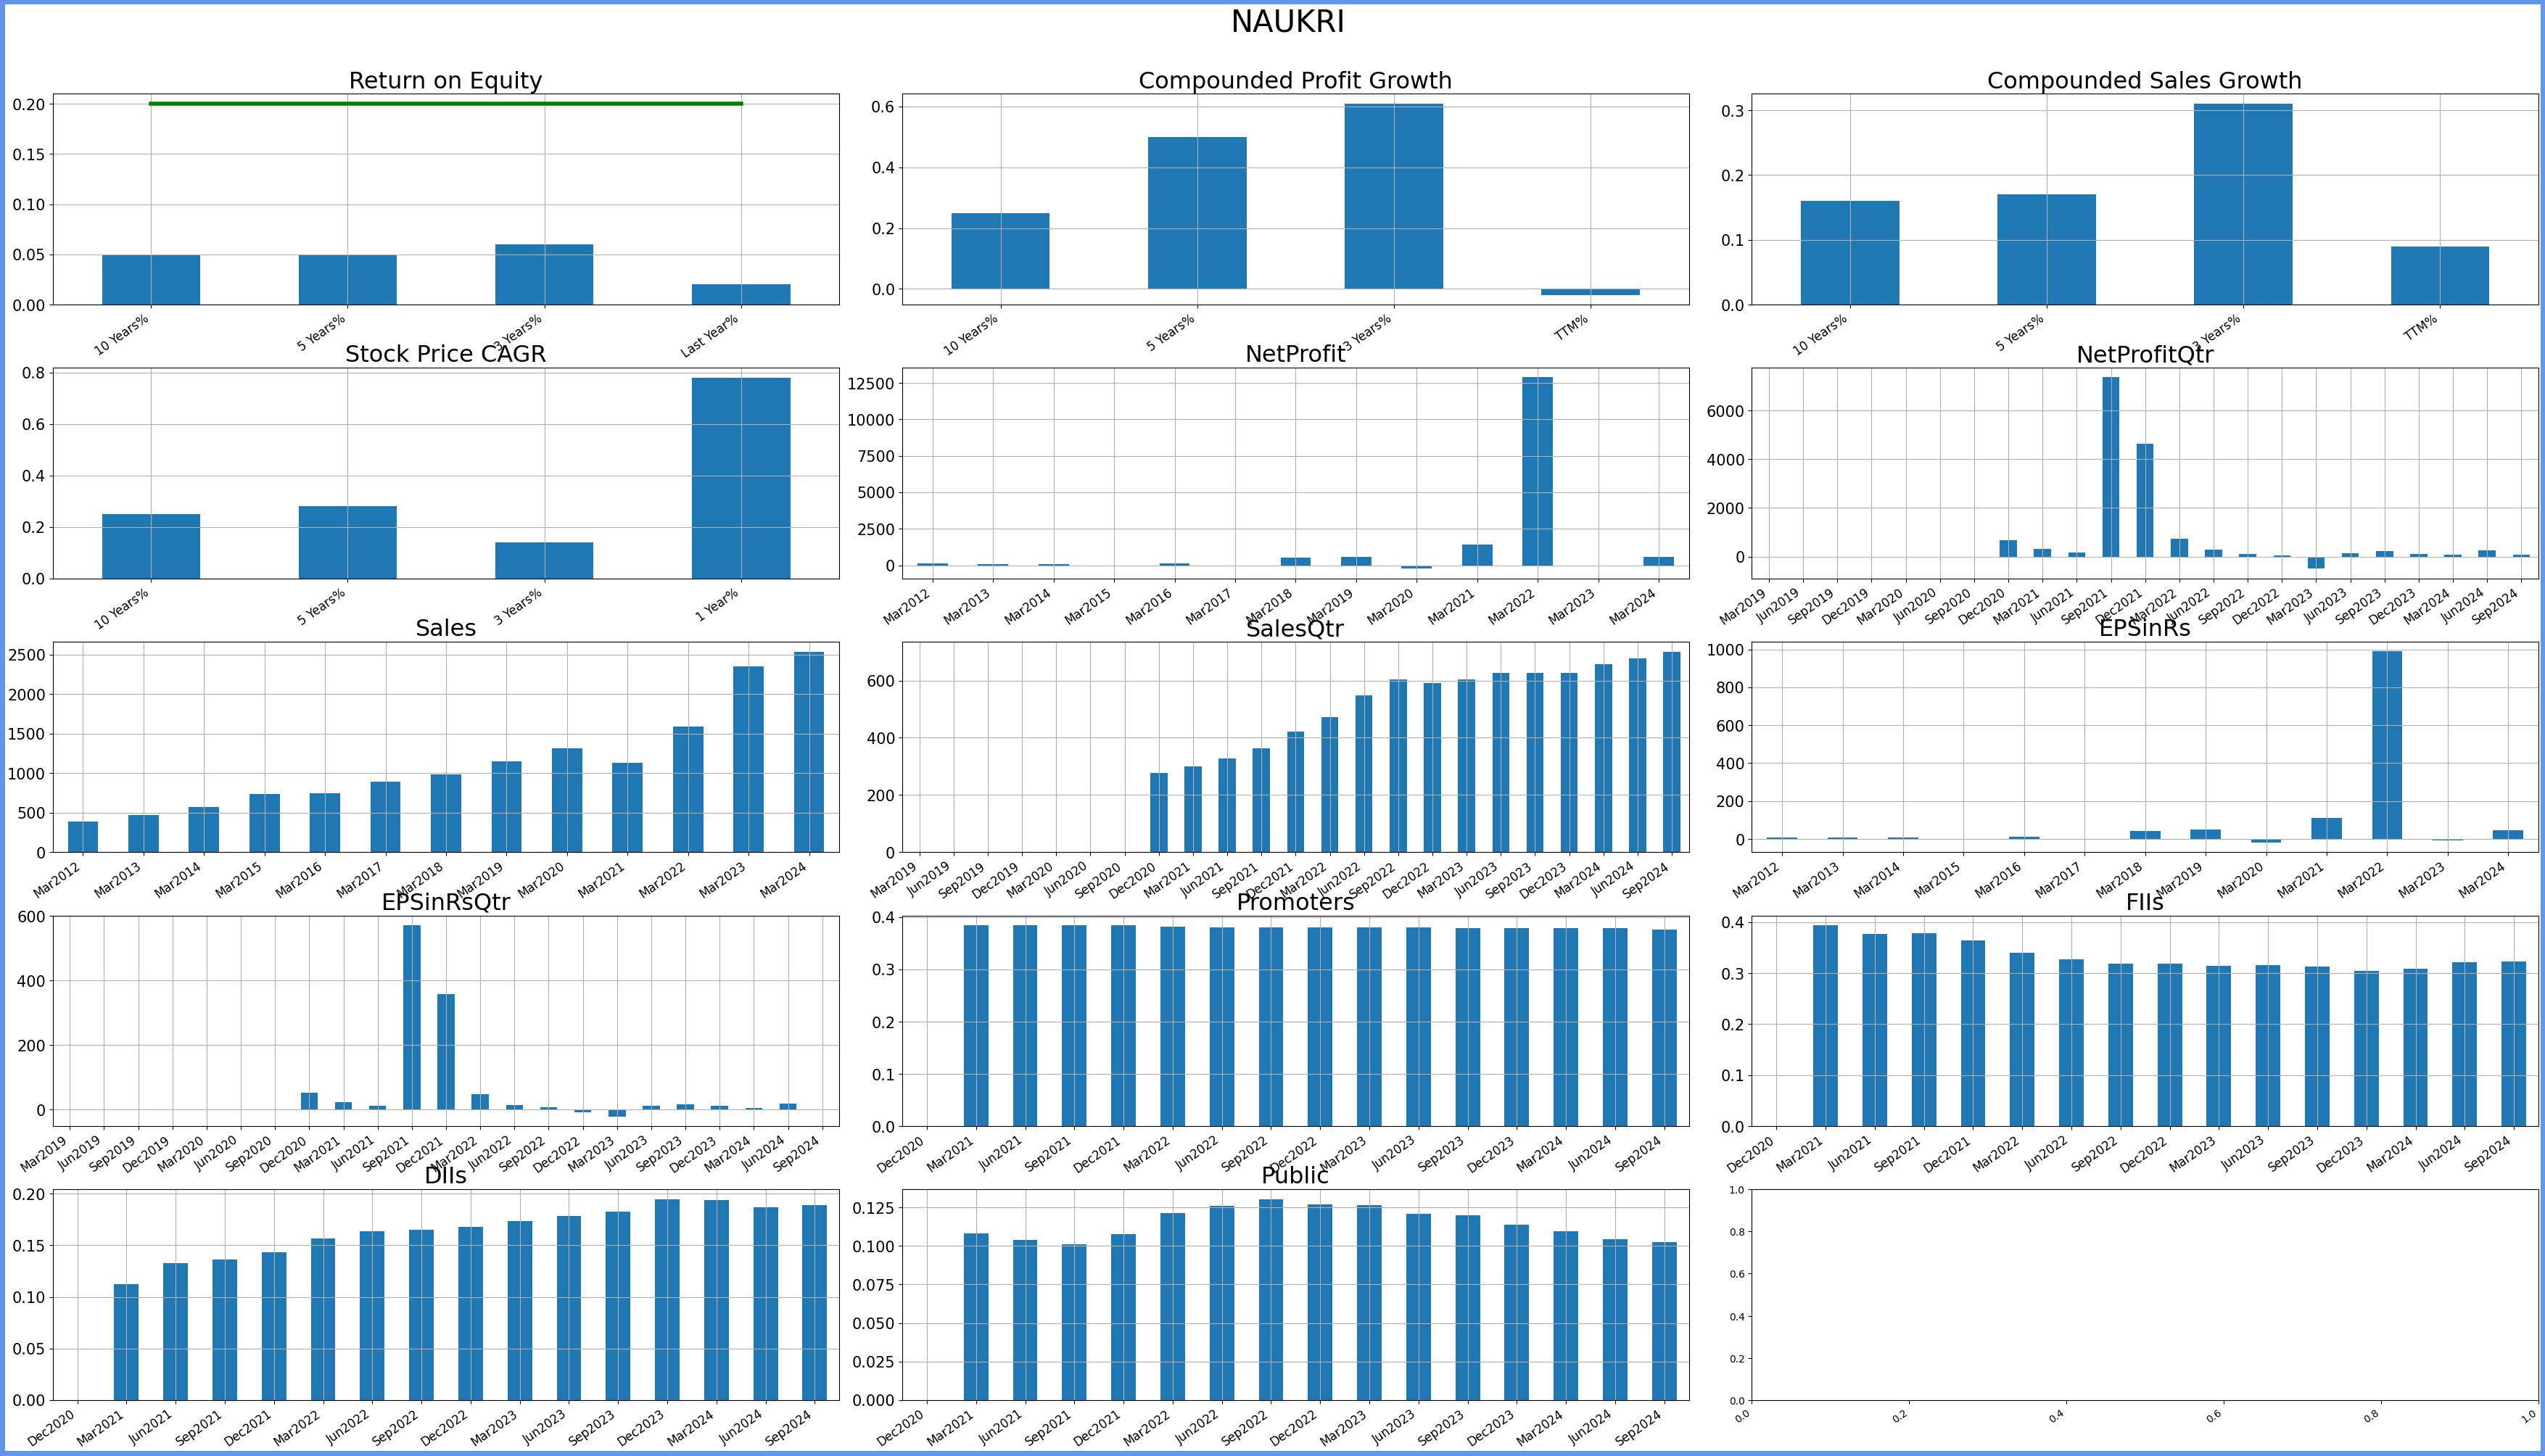 NAUKRI
Return on Equity
0.20
0.15
0.10
0.05
0.00
10 Years% 5 Years% 3 Years% Last Year%
Compounded Profit Growth
0.6
0.4
0.2
0.0
10 Years% 5 Years% 3 Years% TTM%
Compounded Sales Growth
0.3
0.2
0.1
0.0
10 Years% 5 Years% 3 Years% TTM%
Stock Price CAGR
0.8
0.6
0.4
0.2
0.0
10 Years% 5 Years% 3 Years% 1 Year%
NetProfit
12500
10000
7500
5000
2500
0
Mar2012 Mar2013 Mar2014 Mar2015 Mar2016 Mar2017 Mar2018 Mar2019 Mar2020 Mar2021 Mar2022 Mar2023 Mar2024
NetProfitQtr
6000
4000
2000
0
Mar2019 Jun2019 Sep2019 Dec2019 Mar2020 Jun2020 Sep2020 Dec2020 Mar2021 Jun2021 Sep2021 Dec2021 Mar2022 Jun2022 Sep2022 Dec2022 Mar2023 Jun2023 Sep2023 Dec2023 Mar2024 Jun2024 Sep2024
Sales
2500
2000
1500
1000
500
0
Mar2012 Mar2013 Mar2014 Mar2015 Mar2016 Mar2017 Mar2018 Mar2019 Mar2020 Mar2021 Mar2022 Mar2023 Mar2024
SalesQtr
600
400
200
0
Mar2019 Jun2019 Sep2019 Dec2019 Mar2020 Jun2020 Sep2020 Dec2020 Mar2021 Jun2021 Sep2021 Dec2021 Mar2022 Jun2022 Sep2022 Dec2022 Mar2023 Jun2023 Sep2023 Dec2023 Mar2024 Jun2024 Sep2024
EPSinRs
1000
800
600
400
200
0
Mar2012 Mar2013 Mar2014 Mar2015 Mar2016 Mar2017 Mar2018 Mar2019 Mar2020 Mar2021 Mar2022 Mar2023 Mar2024
EPSinRsQtr
600
400
200
0
Mar2019 Jun2019 Sep2019 Dec2019 Mar2020 Jun2020 Sep2020 Dec2020 Mar2021 Jun2021 Sep2021 Dec2021 Mar2022 Jun2022 Sep2022 Dec2022 Mar2023 Jun2023 Sep2023 Dec2023 Mar2024 Jun2024 Sep2024
Promoters
0.4
0.3
0.2
0.1
0.0
Dec2020 Mar2021 Jun2021 Sep2021 Dec2021 Mar2022 Jun2022 Sep2022 Dec2022 Mar2023 Jun2023 Sep2023 Dec2023 Mar2024 Jun2024 Sep2024
FIIs
0.4
0.3
0.2
0.1
0.0
Dec2020 Mar2021 Jun2021 Sep2021 Dec2021 Mar2022 Jun2022 Sep2022 Dec2022 Mar2023 Jun2023 Sep2023 Dec2023 Mar2024 Jun2024 Sep2024
DIIs
0.20
0.15
0.10
0.05
0.00
Dec2020 Mar2021 Jun2021 Sep2021 Dec2021 Mar2022 Jun2022 Sep2022 Dec2022 Mar2023 Jun2023 Sep2023 Dec2023 Mar2024 Jun2024 Sep2024
Public
0.125
0.100
0.075
0.050
0.025
0.000
Dec2020 Mar2021 Jun2021 Sep2021 Dec2021 Mar2022 Jun2022 Sep2022 Dec2022 Mar2023 Jun2023 Sep2023 Dec2023 Mar2024 Jun2024 Sep2024
1.0
0.8
0.6
0.4
0.2
0.0
0.0 0.2 0.4 0.6 0.8 1.0